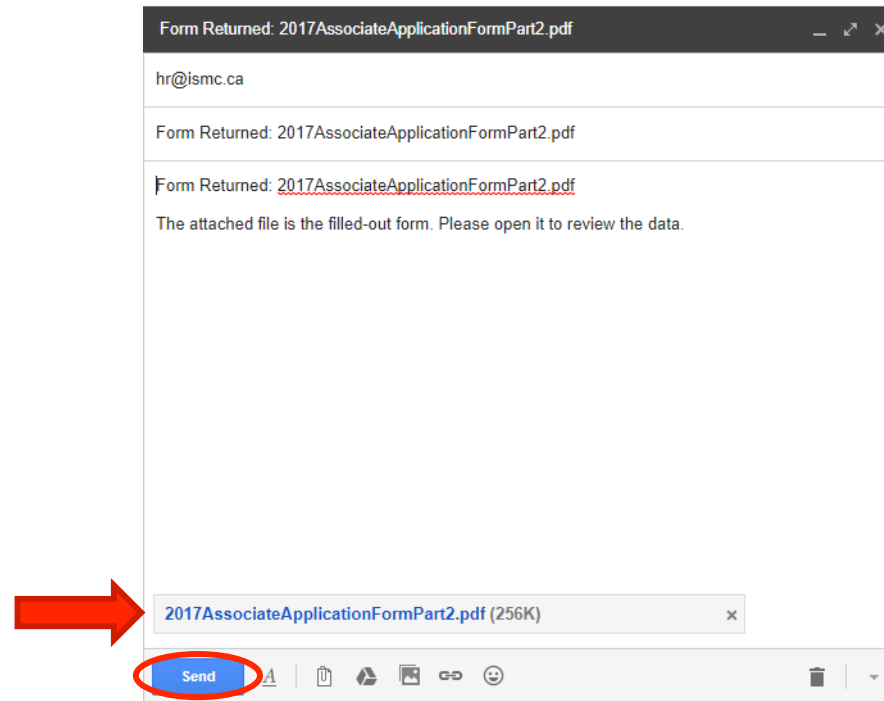 Form Returned: 2017AssociateApplicationFormPart2.pdf
hr@ismc.ca
Form Returned: 2017AssociateApplicationFormPart2.pdf
Form Returned: 2017AssociateApplicationFormPart2.pdf
The attached file is the filled-out form. Please open it to review the data.
2017AssociateApplicationFormPart2.pdf (256K)
Send